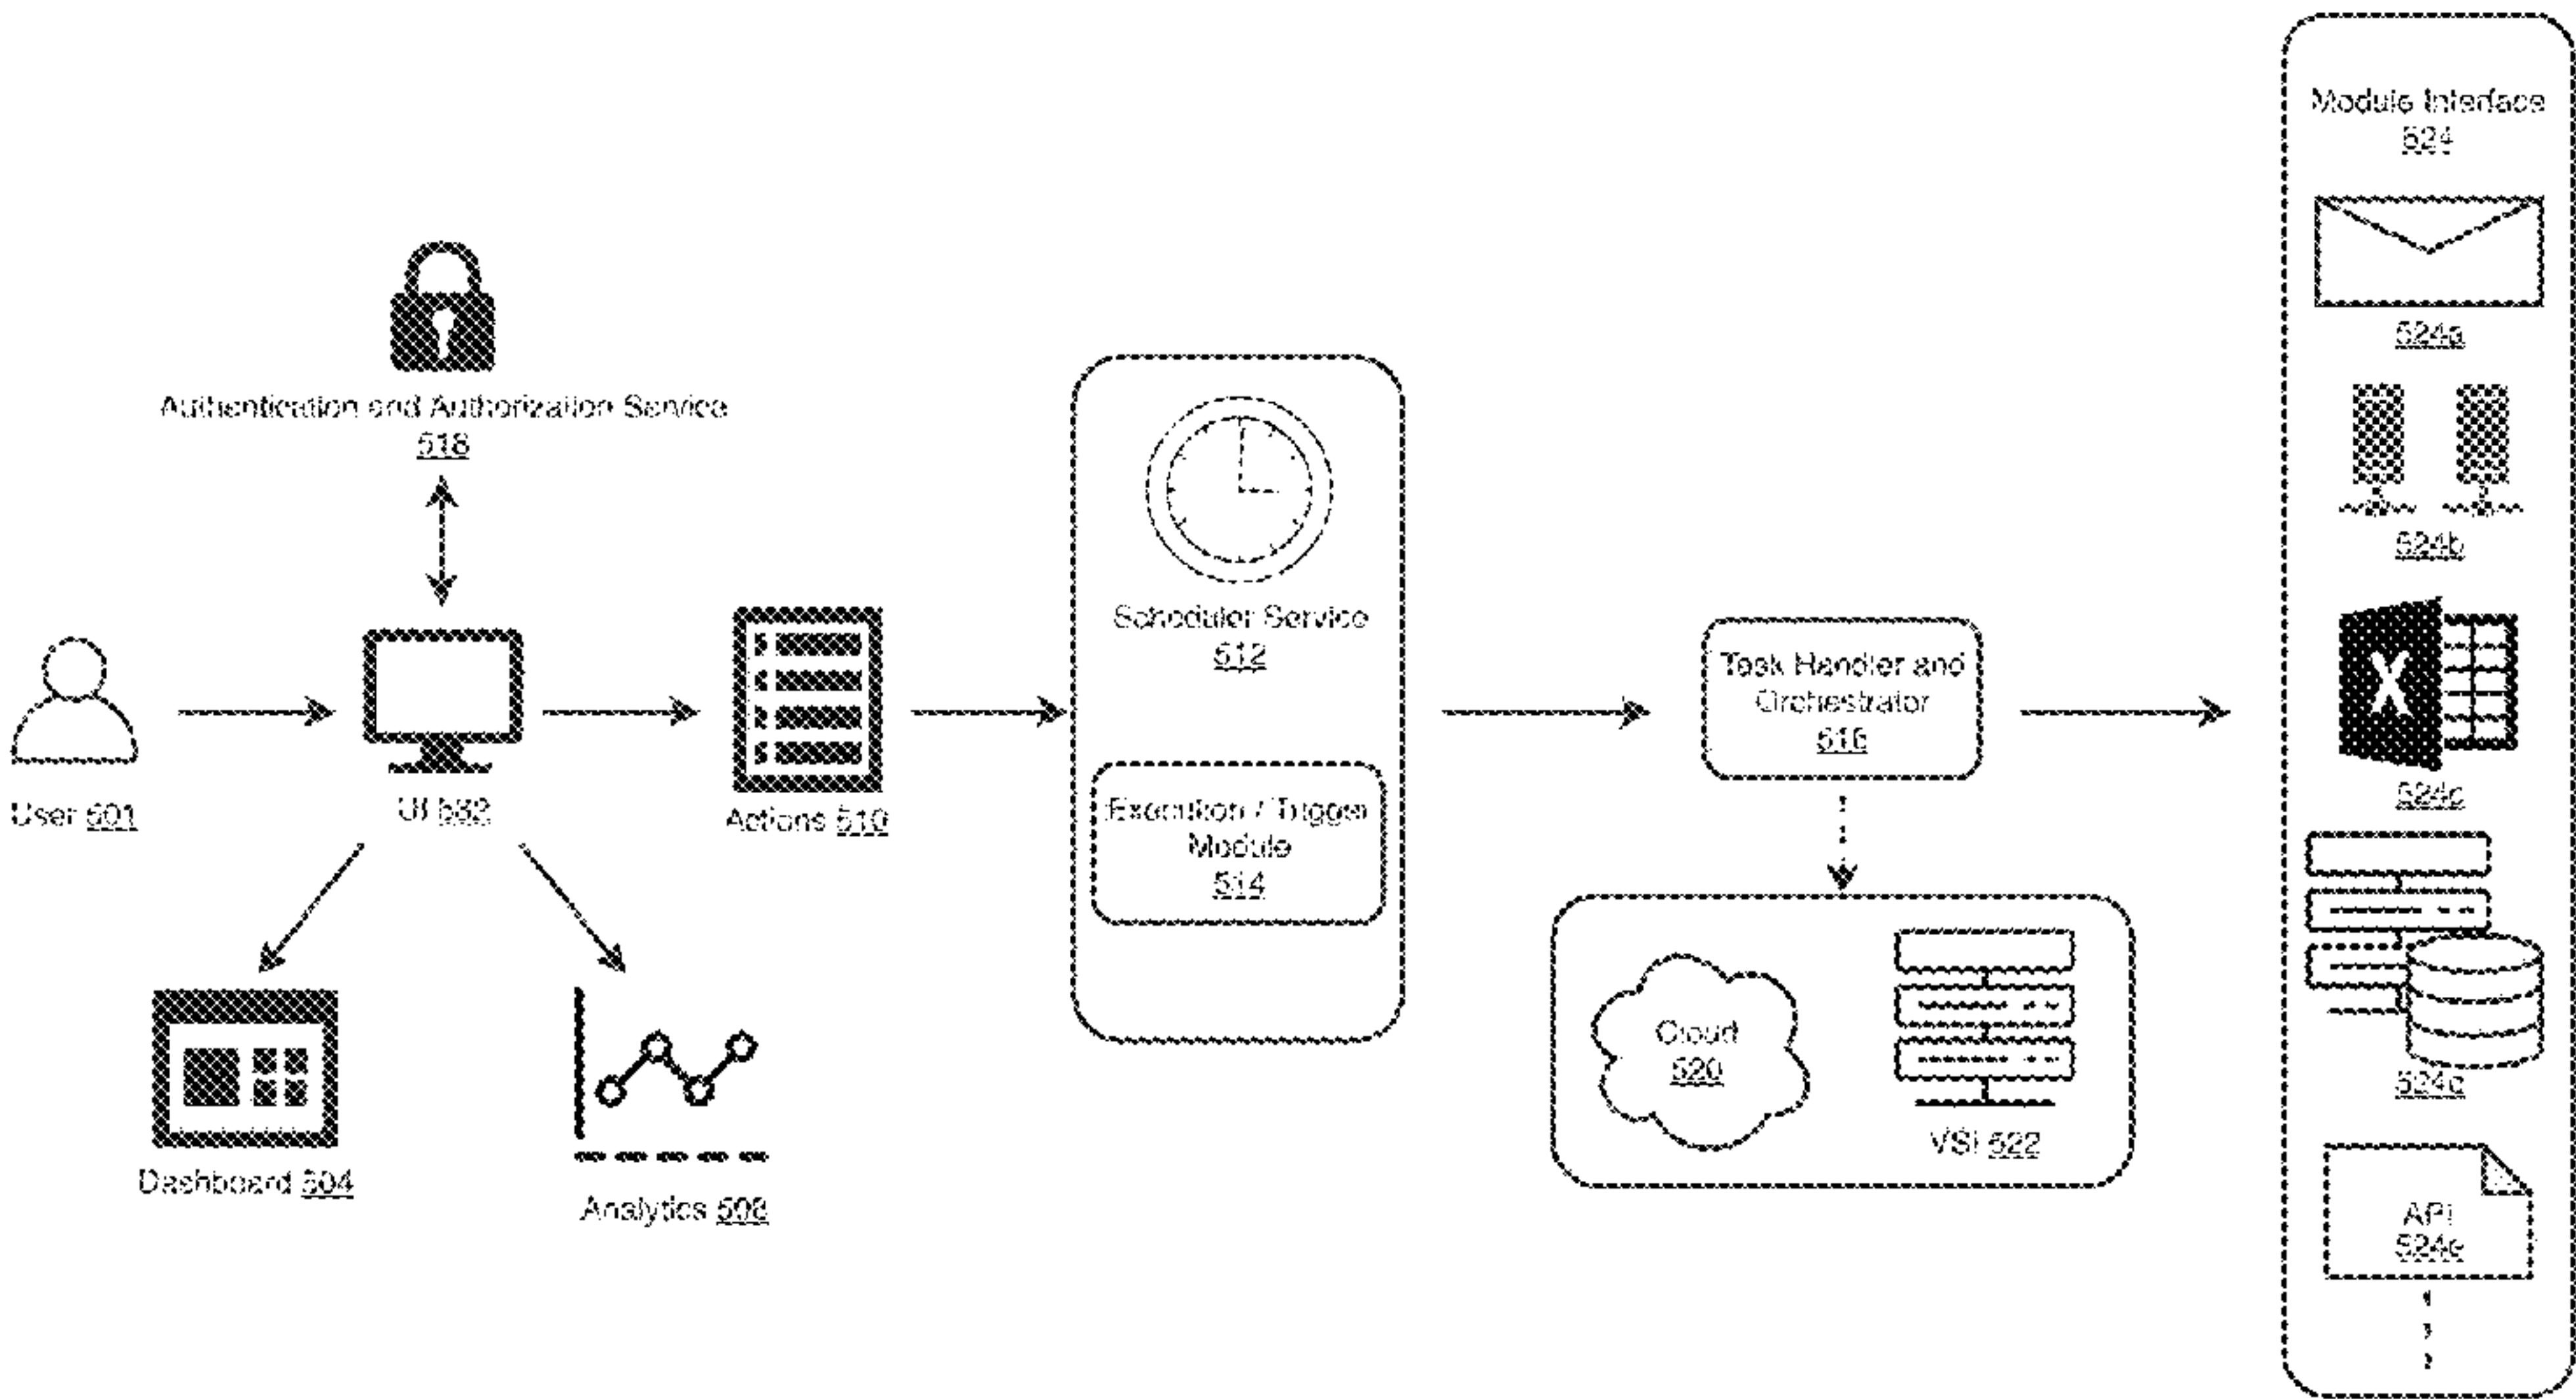 Module Interface
524
524a
Authentication and Authorization Service
518
524b
Scheduler Service
512
Task Handler and
Orchestrator
516
524c
User 501
UI
Actions 510
Execution / Trigger
Module
514
Cloud
520
524d
VSI 522
Dashboard 504
Analytics
API
524e